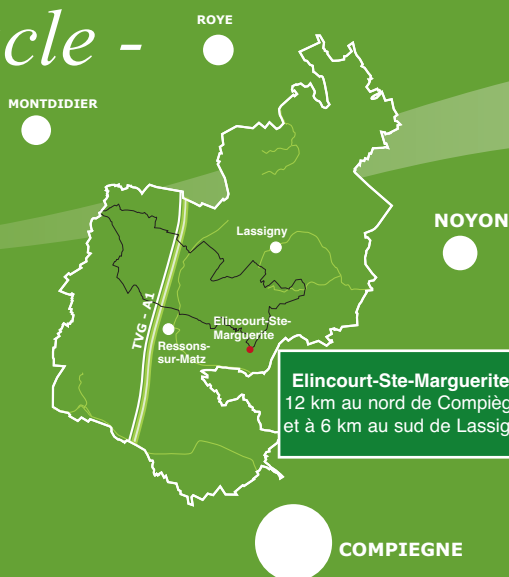 cle -
ROYE
MONTDIDIER
NOYON
Lassigny
TVG - A1
Elincourt-Ste-
Marguerite
Ressons-
sur-Matz
Elincourt-Ste-Marguerite
12 km au nord de Compièg
et à 6 km au sud de Lassig
COMPIEGNE